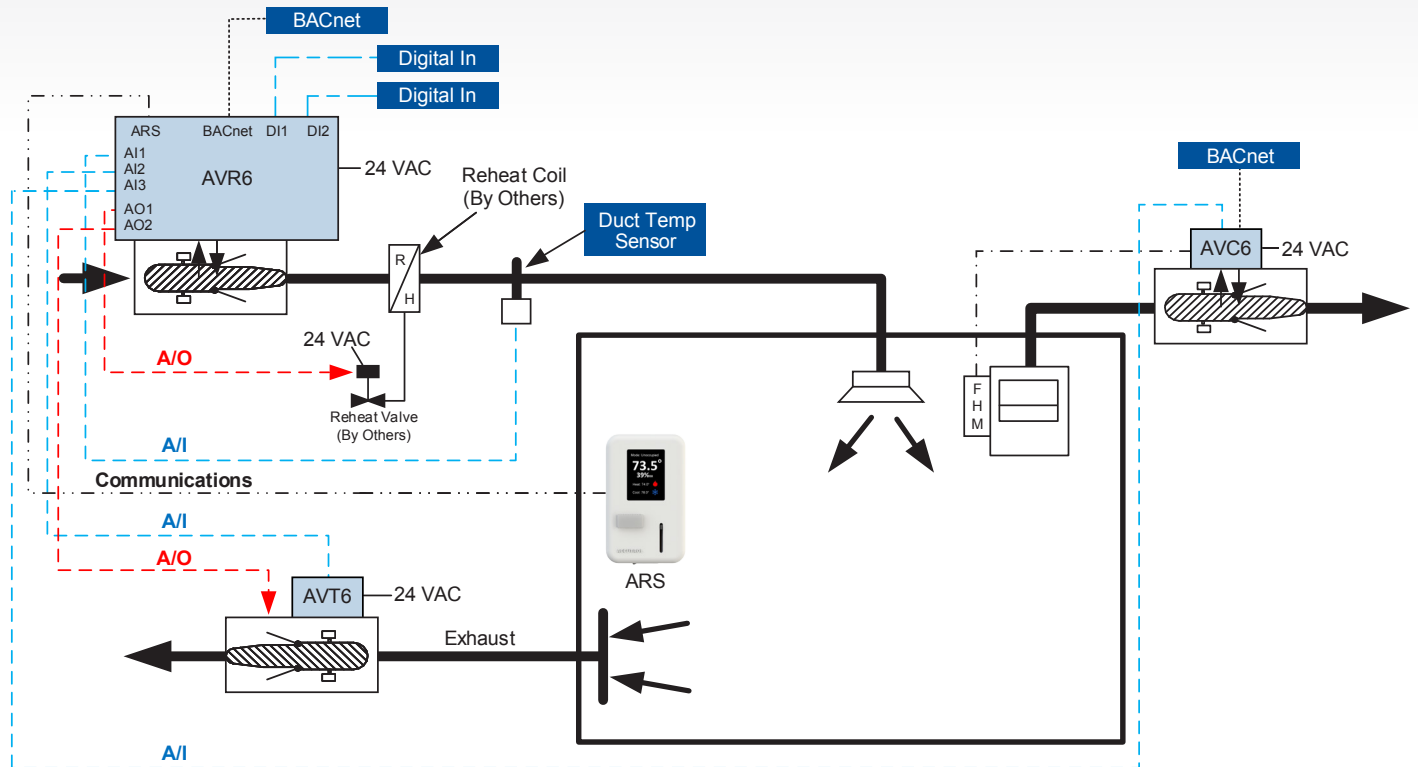 BACnet
Digital In
Digital In
ARS BACnet DI1 DI2
AI1
AI2
AI3
AVR6
AO1
AO2
24 VAC
Reheat Coil
(By Others)
Duct Temp
Sensor
BACnet
AVC6
24 VAC
R
H
24 VAC
A/O
Reheat Valve
(By Others)
F
H
M
A/I
73.5°
39%
Communications
A/I
A/O
ARS
AVT6
24 VAC
Exhaust
A/I